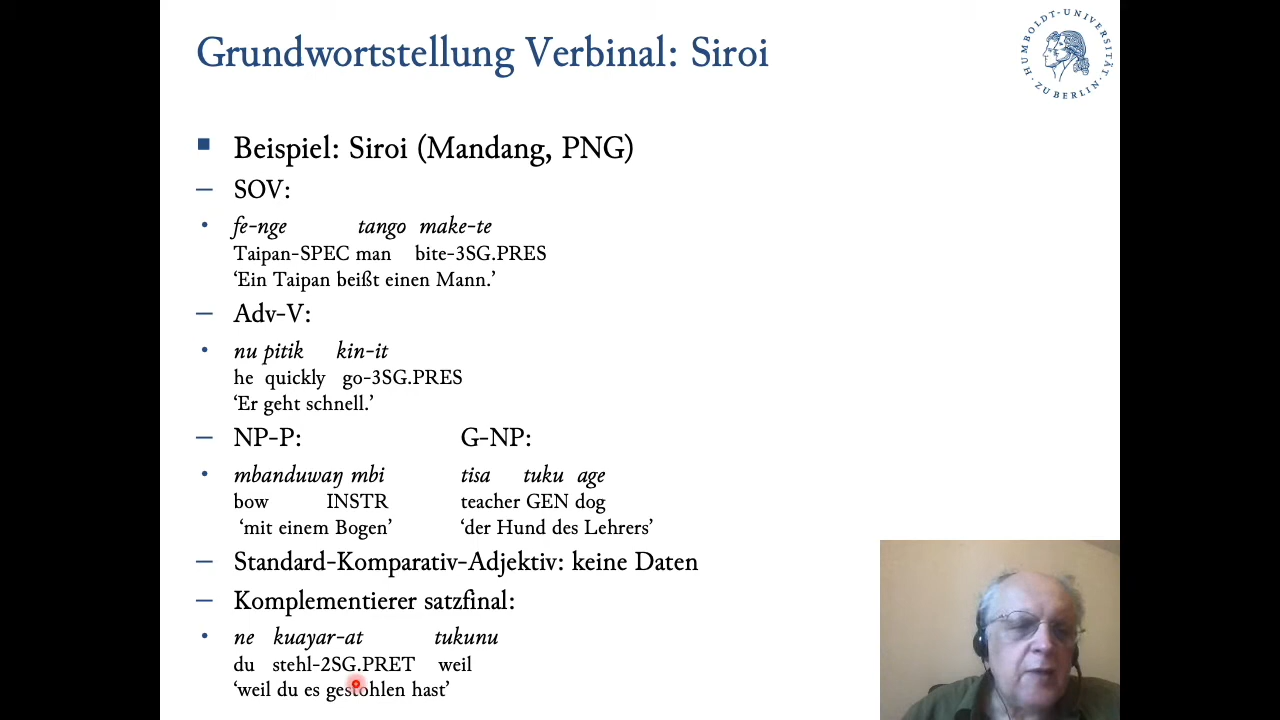 Grundwortstellung Verbinal: Siroi
HUMBOLDT-UNIVERSITÄT · ZU BERLIN ·
Beispiel: Siroi (Mandang, PNG)
SOV:
fe-nge tango make-te
Taipan-SPEC man bite-3SG.PRES
‘Ein Taipan beißt einen Mann.’
Adv-V:
nu pitik kin-it
he quickly go-3SG.PRES
‘Er geht schnell.’
NP-P: G-NP:
mbanduwaŋ mbi tisa tuku age
bow INSTR teacher GEN dog
‘mit einem Bogen’ ‘der Hund des Lehrers’
Standard-Komparativ-Adjektiv: keine Daten
Komplementierer satzfinal:
ne kuayar-at tukunu
du stehl-2SG.PRET weil
‘weil du es gestohlen hast’